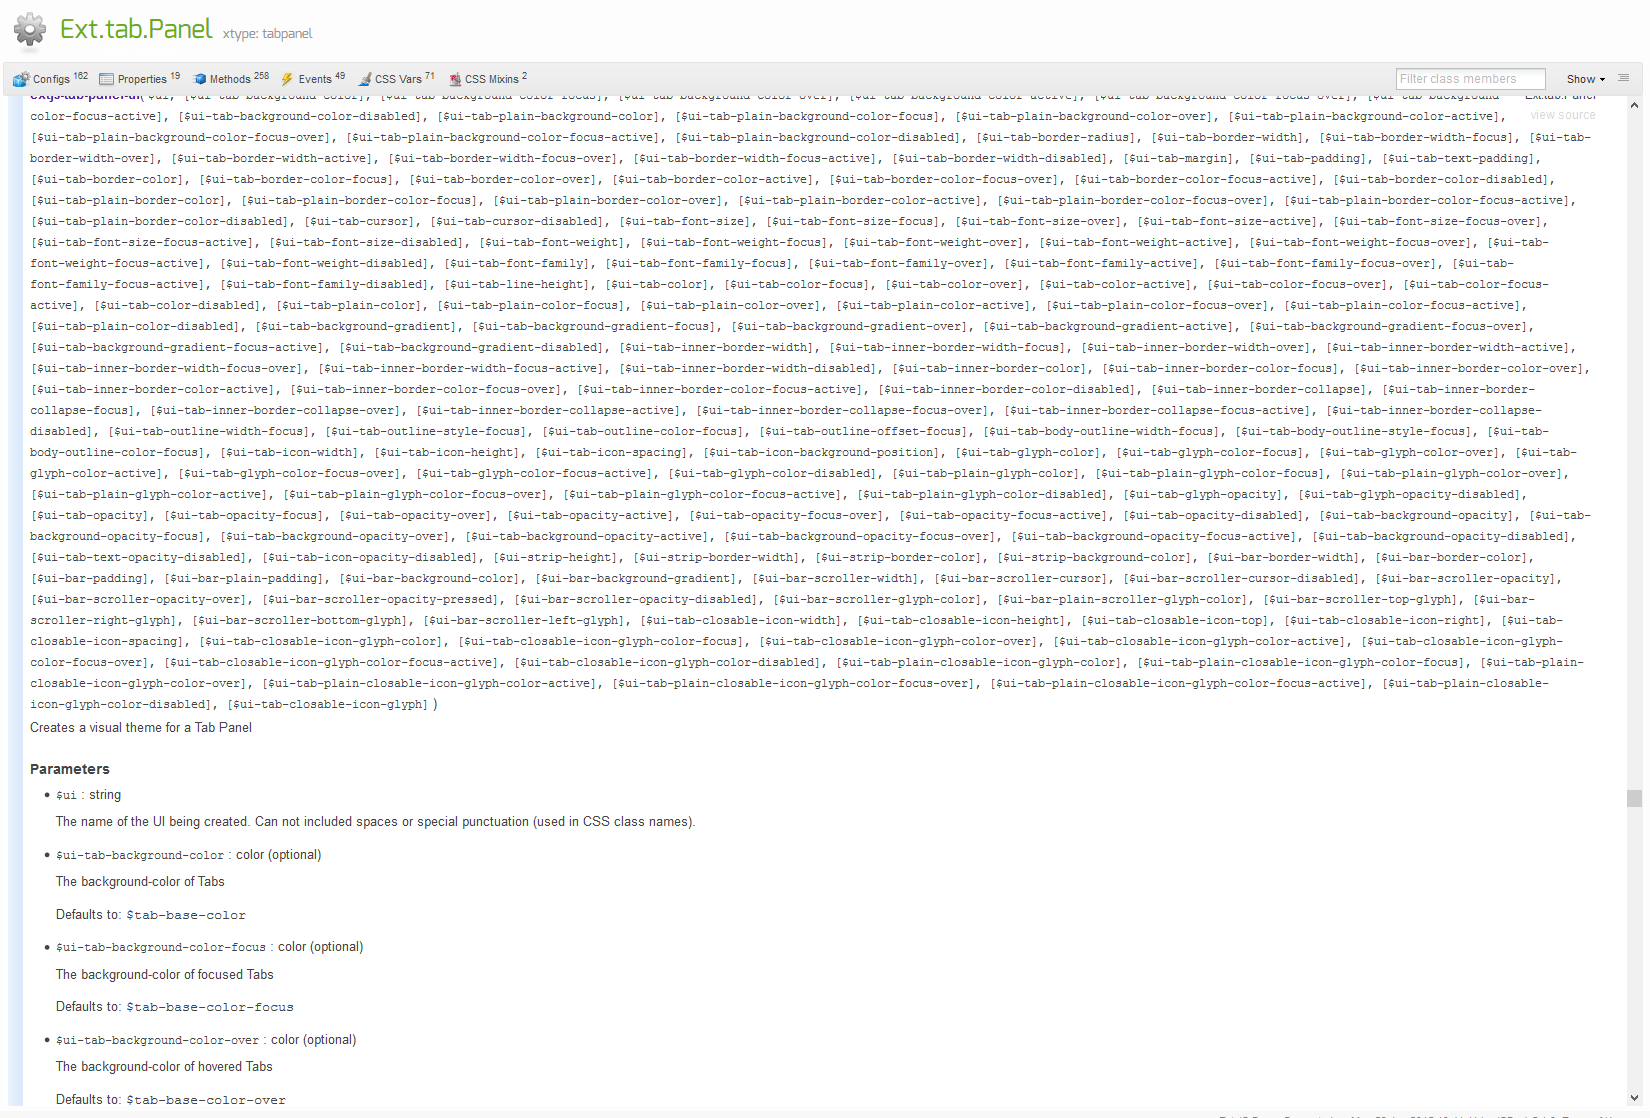 Ext.tab.Panel xtype: tabpanel
Configs 162 Properties 19 Methods 258 Events 49 CSS Vars 71 CSS Mixins 2 Filter class members Show
extjs-tab-panel-ui( $ui, [$ui-tab-background-color], [$ui-tab-background-color-focus], [$ui-tab-background-color-over], [$ui-tab-background-color-active], [$ui-tab-background-color-focus-over], [$ui-tab-background- Ext.tab.Panel
color-focus-active], [$ui-tab-background-color-disabled], [$ui-tab-plain-background-color], [$ui-tab-plain-background-color-focus], [$ui-tab-plain-background-color-over], [$ui-tab-plain-background-color-active], view source
[$ui-tab-plain-background-color-focus-over], [$ui-tab-plain-background-color-focus-active], [$ui-tab-plain-background-color-disabled], [$ui-tab-border-radius], [$ui-tab-border-width], [$ui-tab-border-width-focus], [$ui-tab-
border-width-over], [$ui-tab-border-width-active], [$ui-tab-border-width-focus-over], [$ui-tab-border-width-focus-active], [$ui-tab-border-width-disabled], [$ui-tab-margin], [$ui-tab-padding], [$ui-tab-text-padding],
[$ui-tab-border-color], [$ui-tab-border-color-focus], [$ui-tab-border-color-over], [$ui-tab-border-color-active], [$ui-tab-border-color-focus-over], [$ui-tab-border-color-focus-active], [$ui-tab-border-color-disabled],
[$ui-tab-plain-border-color], [$ui-tab-plain-border-color-focus], [$ui-tab-plain-border-color-over], [$ui-tab-plain-border-color-active], [$ui-tab-plain-border-color-focus-over], [$ui-tab-plain-border-color-focus-active],
[$ui-tab-plain-border-color-disabled], [$ui-tab-cursor], [$ui-tab-cursor-disabled], [$ui-tab-font-size], [$ui-tab-font-size-focus], [$ui-tab-font-size-over], [$ui-tab-font-size-active], [$ui-tab-font-size-focus-over],
[$ui-tab-font-size-focus-active], [$ui-tab-font-size-disabled], [$ui-tab-font-weight], [$ui-tab-font-weight-focus], [$ui-tab-font-weight-over], [$ui-tab-font-weight-active], [$ui-tab-font-weight-focus-over], [$ui-tab-
font-weight-focus-active], [$ui-tab-font-weight-disabled], [$ui-tab-font-family], [$ui-tab-font-family-focus], [$ui-tab-font-family-over], [$ui-tab-font-family-active], [$ui-tab-font-family-focus-over], [$ui-tab-
font-family-focus-active], [$ui-tab-font-family-disabled], [$ui-tab-line-height], [$ui-tab-color], [$ui-tab-color-focus], [$ui-tab-color-over], [$ui-tab-color-active], [$ui-tab-color-focus-over], [$ui-tab-color-focus-
active], [$ui-tab-color-disabled], [$ui-tab-plain-color], [$ui-tab-plain-color-focus], [$ui-tab-plain-color-over], [$ui-tab-plain-color-active], [$ui-tab-plain-color-focus-over], [$ui-tab-plain-color-focus-active],
[$ui-tab-plain-color-disabled], [$ui-tab-background-gradient], [$ui-tab-background-gradient-focus], [$ui-tab-background-gradient-over], [$ui-tab-background-gradient-active], [$ui-tab-background-gradient-focus-over],
[$ui-tab-background-gradient-focus-active], [$ui-tab-background-gradient-disabled], [$ui-tab-inner-border-width], [$ui-tab-inner-border-width-focus], [$ui-tab-inner-border-width-over], [$ui-tab-inner-border-width-active],
[$ui-tab-inner-border-width-focus-over], [$ui-tab-inner-border-width-focus-active], [$ui-tab-inner-border-width-disabled], [$ui-tab-inner-border-color], [$ui-tab-inner-border-color-focus], [$ui-tab-inner-border-color-over],
[$ui-tab-inner-border-color-active], [$ui-tab-inner-border-color-focus-over], [$ui-tab-inner-border-color-focus-active], [$ui-tab-inner-border-color-disabled], [$ui-tab-inner-border-collapse], [$ui-tab-inner-border-
collapse-focus], [$ui-tab-inner-border-collapse-over], [$ui-tab-inner-border-collapse-active], [$ui-tab-inner-border-collapse-focus-over], [$ui-tab-inner-border-collapse-focus-active], [$ui-tab-inner-border-collapse-
disabled], [$ui-tab-outline-width-focus], [$ui-tab-outline-style-focus], [$ui-tab-outline-color-focus], [$ui-tab-outline-offset-focus], [$ui-tab-body-outline-width-focus], [$ui-tab-body-outline-style-focus], [$ui-tab-
body-outline-color-focus], [$ui-tab-icon-width], [$ui-tab-icon-height], [$ui-tab-icon-spacing], [$ui-tab-icon-background-position], [$ui-tab-glyph-color], [$ui-tab-glyph-color-focus], [$ui-tab-glyph-color-over], [$ui-tab-
glyph-color-active], [$ui-tab-glyph-color-focus-over], [$ui-tab-glyph-color-focus-active], [$ui-tab-glyph-color-disabled], [$ui-tab-plain-glyph-color], [$ui-tab-plain-glyph-color-focus], [$ui-tab-plain-glyph-color-over],
[$ui-tab-plain-glyph-color-active], [$ui-tab-plain-glyph-color-focus-over], [$ui-tab-plain-glyph-color-focus-active], [$ui-tab-plain-glyph-color-disabled], [$ui-tab-glyph-opacity], [$ui-tab-glyph-opacity-disabled],
[$ui-tab-opacity], [$ui-tab-opacity-focus], [$ui-tab-opacity-over], [$ui-tab-opacity-active], [$ui-tab-opacity-focus-over], [$ui-tab-opacity-focus-active], [$ui-tab-opacity-disabled], [$ui-tab-background-opacity], [$ui-tab-
background-opacity-focus], [$ui-tab-background-opacity-over], [$ui-tab-background-opacity-active], [$ui-tab-background-opacity-focus-over], [$ui-tab-background-opacity-focus-active], [$ui-tab-background-opacity-disabled],
[$ui-tab-text-opacity-disabled], [$ui-tab-icon-opacity-disabled], [$ui-strip-height], [$ui-strip-border-width], [$ui-strip-border-color], [$ui-strip-background-color], [$ui-bar-border-width], [$ui-bar-border-color],
[$ui-bar-padding], [$ui-bar-plain-padding], [$ui-bar-background-color], [$ui-bar-background-gradient], [$ui-bar-scroller-width], [$ui-bar-scroller-cursor], [$ui-bar-scroller-cursor-disabled], [$ui-bar-scroller-opacity],
[$ui-bar-scroller-opacity-over], [$ui-bar-scroller-opacity-pressed], [$ui-bar-scroller-opacity-disabled], [$ui-bar-scroller-glyph-color], [$ui-bar-plain-scroller-glyph-color], [$ui-bar-scroller-top-glyph], [$ui-bar-
scroller-right-glyph], [$ui-bar-scroller-bottom-glyph], [$ui-bar-scroller-left-glyph], [$ui-tab-closable-icon-width], [$ui-tab-closable-icon-height], [$ui-tab-closable-icon-top], [$ui-tab-closable-icon-right], [$ui-tab-
closable-icon-spacing], [$ui-tab-closable-icon-glyph-color], [$ui-tab-closable-icon-glyph-color-focus], [$ui-tab-closable-icon-glyph-color-over], [$ui-tab-closable-icon-glyph-color-active], [$ui-tab-closable-icon-glyph-
color-focus-over], [$ui-tab-closable-icon-glyph-color-focus-active], [$ui-tab-closable-icon-glyph-color-disabled], [$ui-tab-plain-closable-icon-glyph-color], [$ui-tab-plain-closable-icon-glyph-color-focus], [$ui-tab-plain-
closable-icon-glyph-color-over], [$ui-tab-plain-closable-icon-glyph-color-active], [$ui-tab-plain-closable-icon-glyph-color-focus-over], [$ui-tab-plain-closable-icon-glyph-color-focus-active], [$ui-tab-plain-closable-
icon-glyph-color-disabled], [$ui-tab-closable-icon-glyph] )
Creates a visual theme for a Tab Panel
Parameters
• $ui : string
The name of the UI being created. Can not included spaces or special punctuation (used in CSS class names).
• $ui-tab-background-color : color (optional)
The background-color of Tabs
Defaults to: $tab-base-color
• $ui-tab-background-color-focus : color (optional)
The background-color of focused Tabs
Defaults to: $tab-base-color-focus
• $ui-tab-background-color-over : color (optional)
The background-color of hovered Tabs
Defaults to: $tab-base-color-over